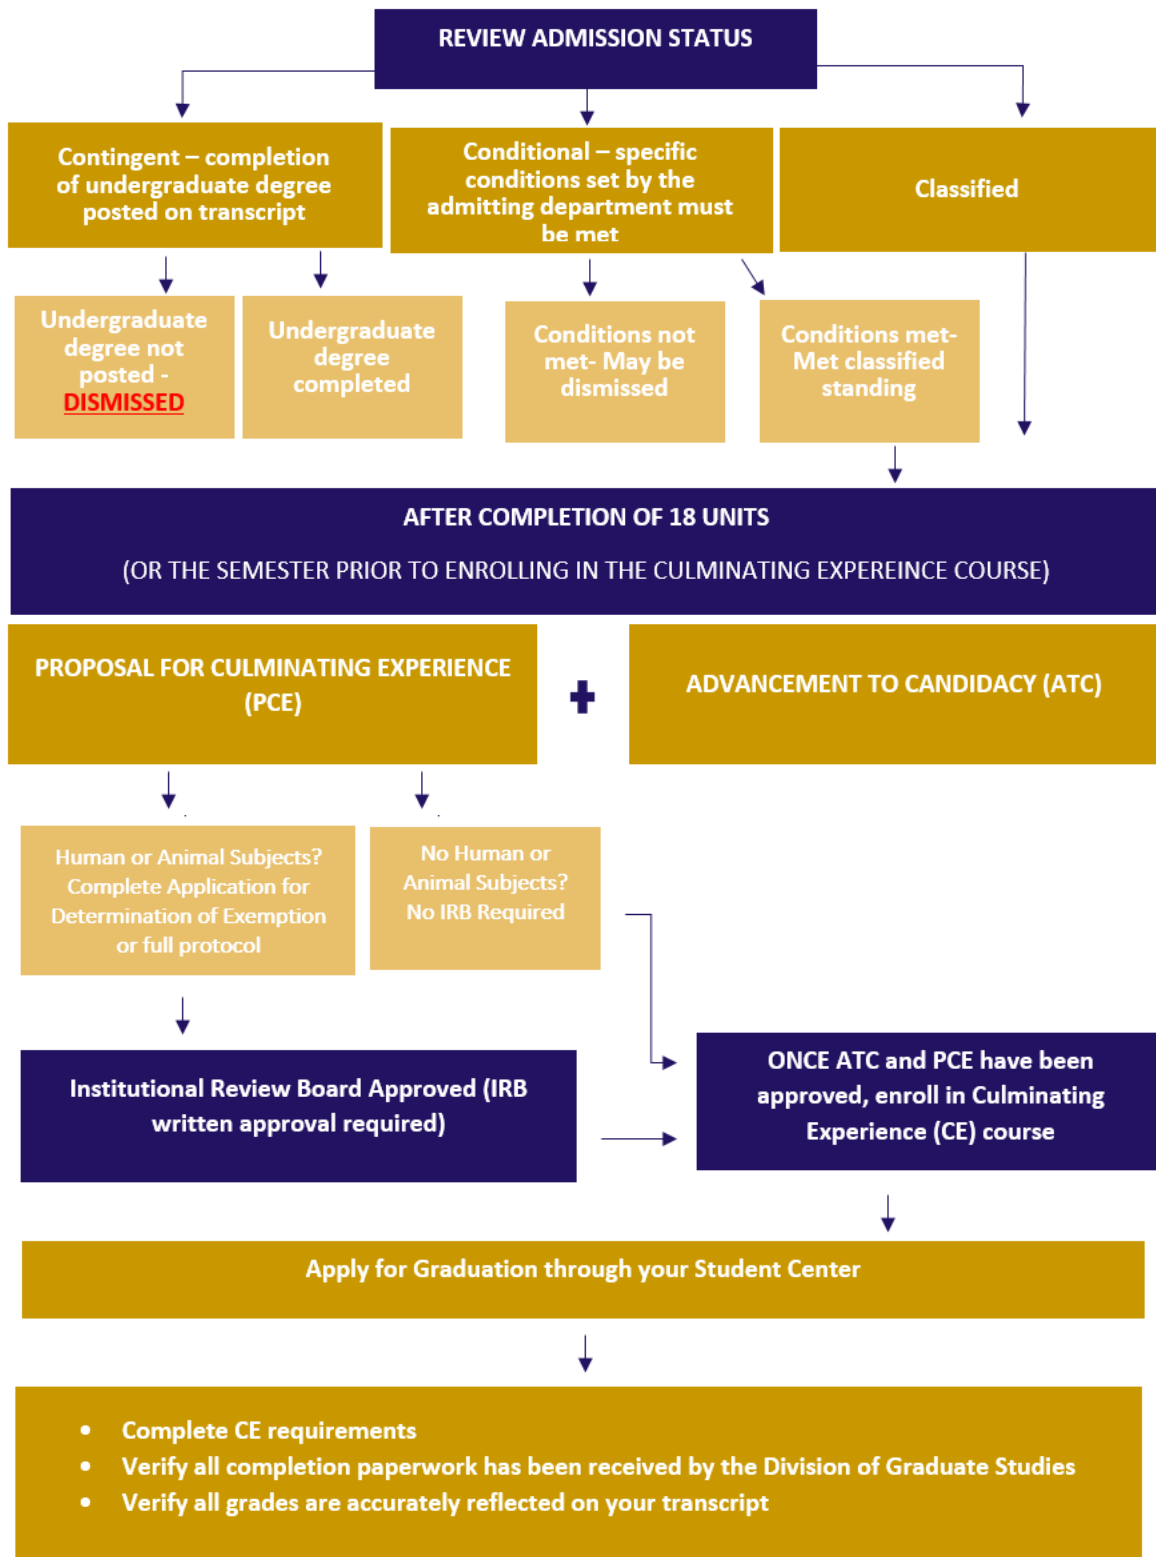 REVIEW ADMISSION STATUS
Contingent – completion
of undergraduate degree
posted on transcript
Conditional – specific
conditions set by the
admitting department must
be met
Classified
Undergraduate
degree not
posted -
DISMISSED
Undergraduate
degree
completed
Conditions not
met- May be
dismissed
Conditions met-
Met classified
standing
AFTER COMPLETION OF 18 UNITS
(OR THE SEMESTER PRIOR TO ENROLLING IN THE CULMINATING EXPEREINCE COURSE)
PROPOSAL FOR CULMINATING EXPERIENCE
(PCE)
ADVANCEMENT TO CANDIDACY (ATC)
Human or Animal Subjects?
Complete Application for
Determination of Exemption
or full protocol
No Human or
Animal Subjects?
No IRB Required
Institutional Review Board Approved (IRB
written approval required)
ONCE ATC and PCE have been
approved, enroll in Culminating
Experience (CE) course
Apply for Graduation through your Student Center
• Complete CE requirements
• Verify all completion paperwork has been received by the Division of Graduate Studies
• Verify all grades are accurately reflected on your transcript